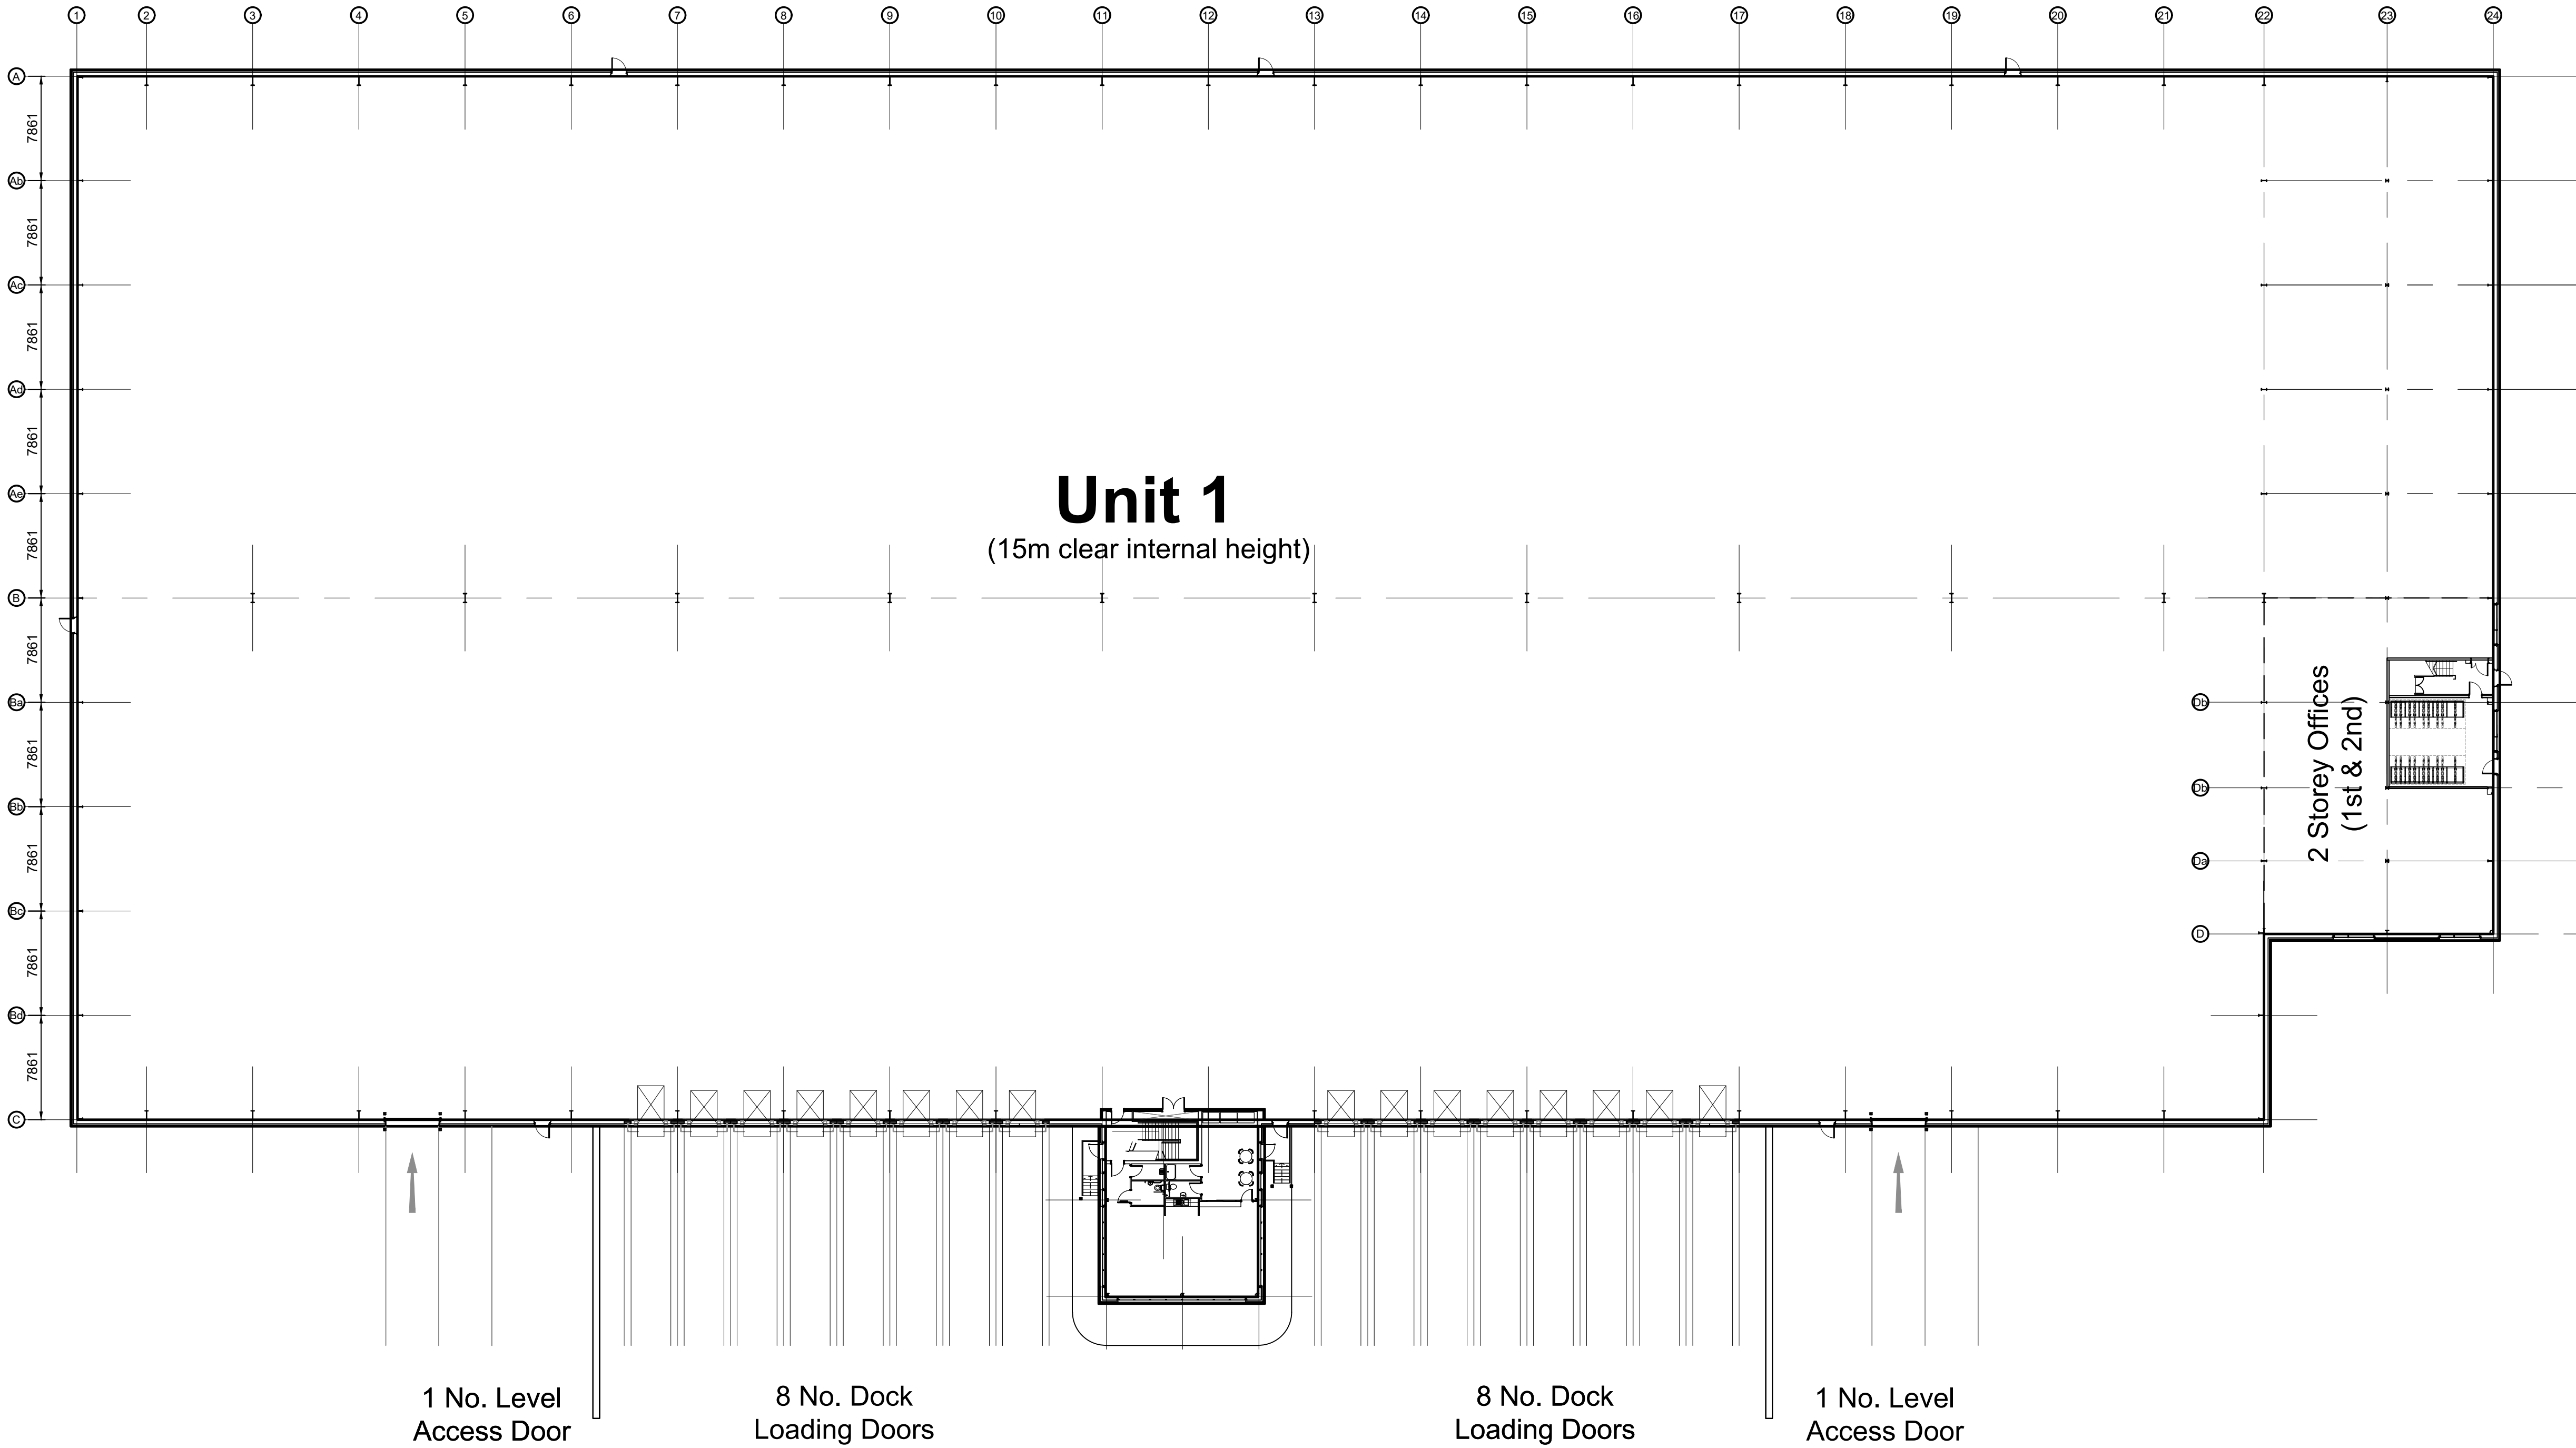 1 2 3 4 5 6 7 8 9 10 11 12 13 14 15 16 17 18 19 20 21 22 23 24
A
7861
Ab
7861
Ac
7861
Ad
7861
Ae
7861
B
7861
Ba
7861
Bb
7861
Bc
7861
Bd
7861
C
Unit 1
(15m clear internal height)
Db
Db
Da
D
2 Storey Offices
(1st & 2nd)
1 No. Level
Access Door
8 No. Dock
Loading Doors
8 No. Dock
Loading Doors
1 No. Level
Access Door